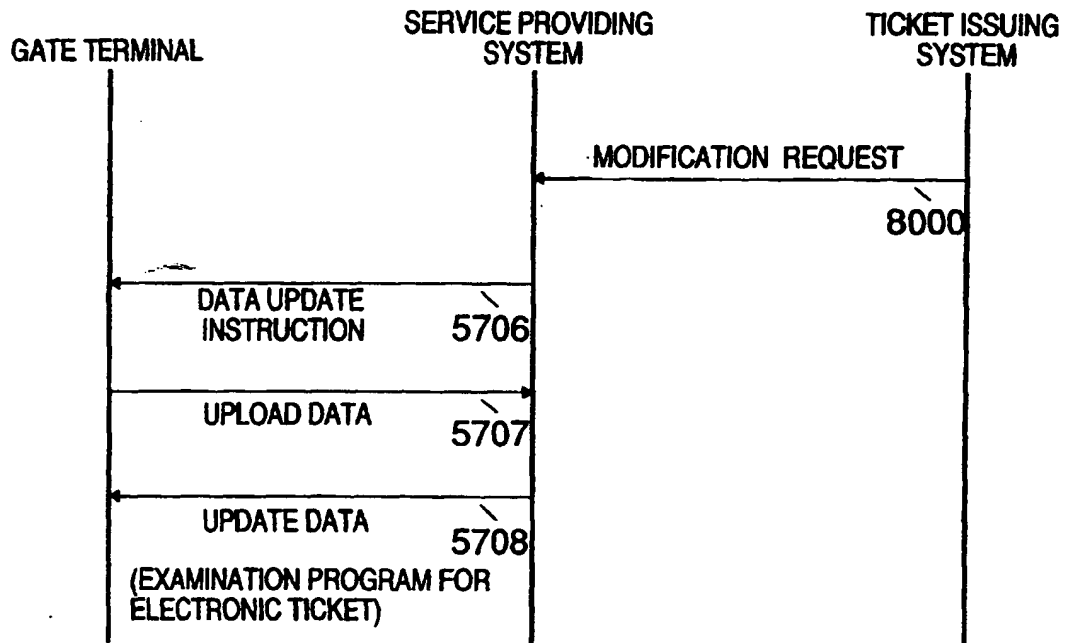 GATE TERMINAL
SERVICE PROVIDING
SYSTEM
TICKET ISSUING
SYSTEM
MODIFICATION REQUEST
8000
DATA UPDATE
INSTRUCTION
5706
UPLOAD DATA
5707
UPDATE DATA
5708
(EXAMINATION PROGRAM FOR
ELECTRONIC TICKET)